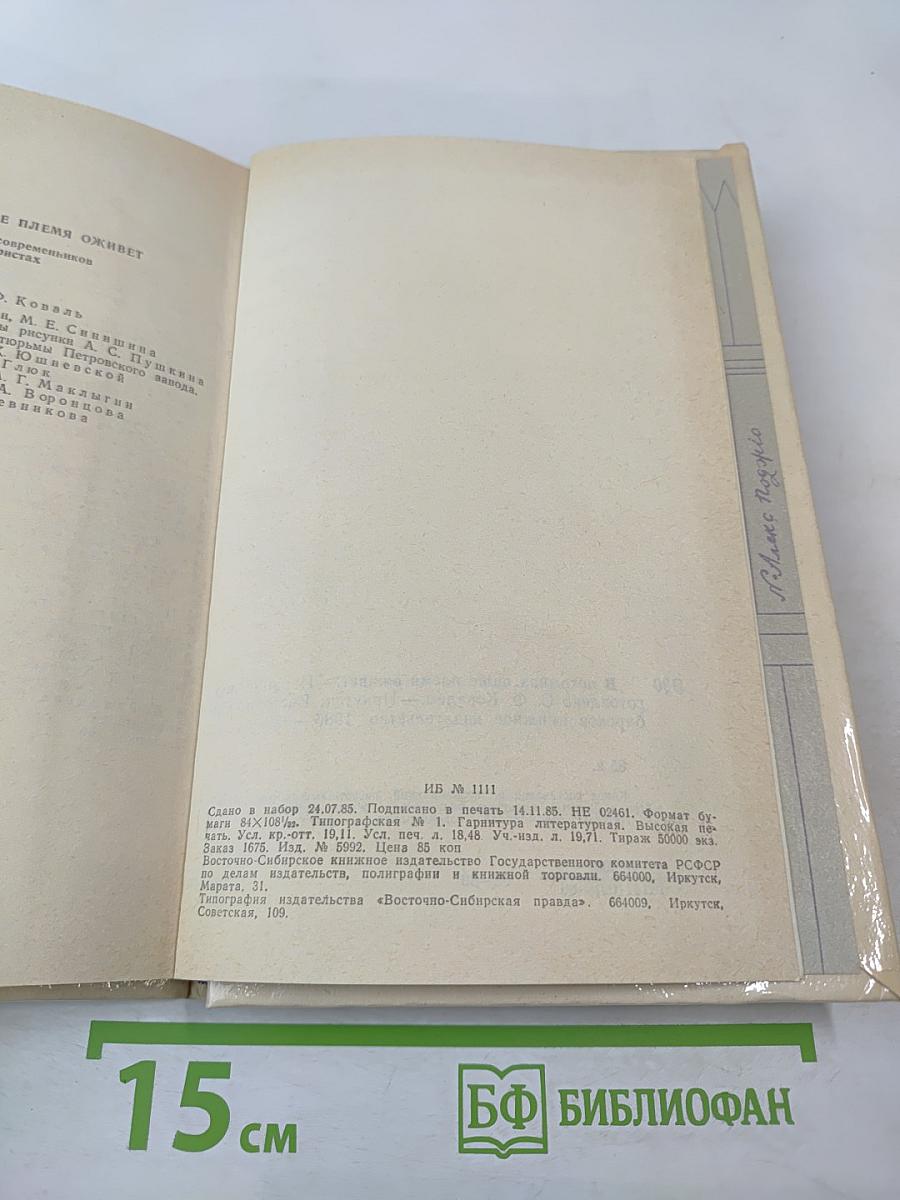 Е ПЛЕМЯ ОЖИВЕТ
современников
ристах
Ф. Коваль
н, М. Е. Синишина
ы рисунки А. С. Пушкина
тюрьмы Петровского завода.
К. Юшневской
Глюк
А. Г. Маклыгин
А. Воронцова
евникова
N. Алекс Поджио
ИБ № 1111
Сдано в набор 24.07.85. Подписано в печать 14.11.85. НЕ 02461. Формат бу-
маги 84×108¹/₃₂. Типографская № 1. Гарнитура литературная. Высокая пе-
чать. Усл. кр.-отт. 19,11. Усл. печ. л. 18,48. Уч.-изд. л. 19,71. Тираж 50000 экз.
Заказ 1675. Изд. № 5992. Цена 85 коп
Восточно-Сибирское книжное издательство Государственного комитета РСФСР
по делам издательств, полиграфии и книжной торговли. 664000, Иркутск,
Марата, 31.
Типография издательства «Восточно-Сибирская правда». 664009, Иркутск,
Советская, 109.
15 см
БФ БИБЛИОФАН